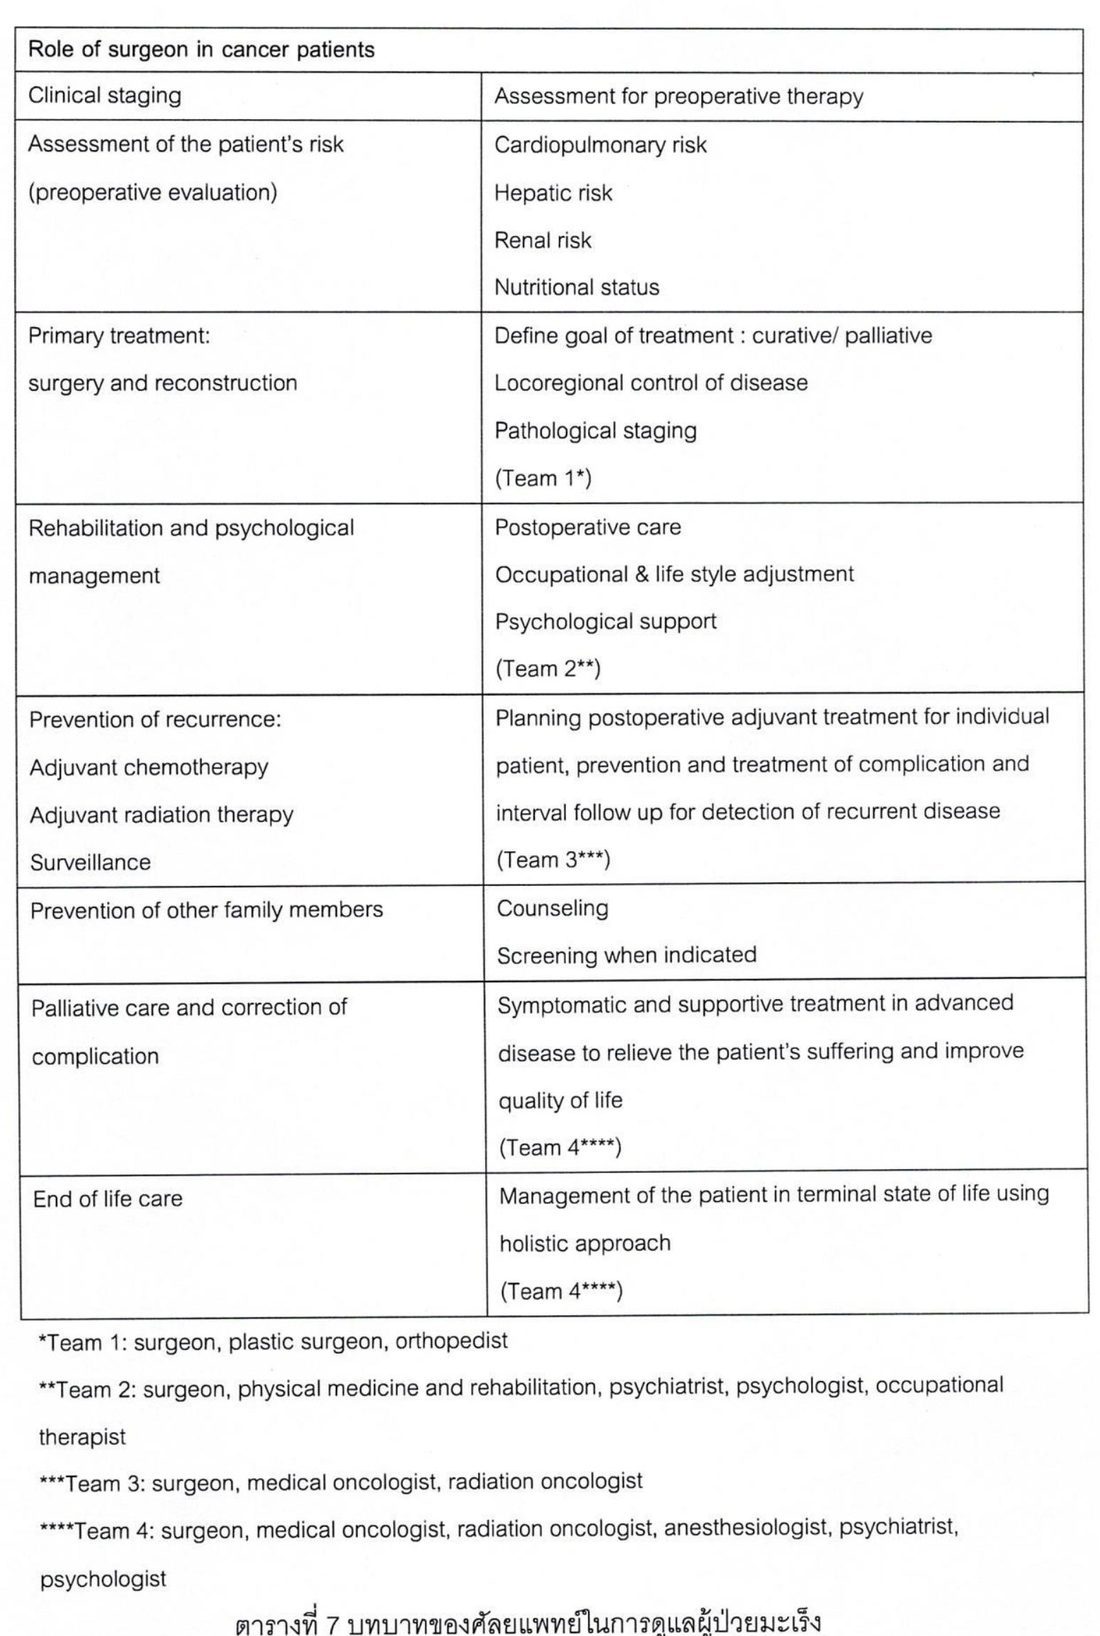 Role of surgeon in cancer patients
Clinical staging
Assessment for preoperative therapy
Assessment of the patient's risk
(preoperative evaluation)
Cardiopulmonary risk
Hepatic risk
Renal risk
Nutritional status
Primary treatment:
surgery and reconstruction
Define goal of treatment : curative/ palliative
Locoregional control of disease
Pathological staging
(Team 1*)
Rehabilitation and psychological
management
Postoperative care
Occupational & life style adjustment
Psychological support
(Team 2**)
Prevention of recurrence:
Adjuvant chemotherapy
Adjuvant radiation therapy
Surveillance
Planning postoperative adjuvant treatment for individual
patient, prevention and treatment of complication and
interval follow up for detection of recurrent disease
(Team 3***)
Prevention of other family members
Counseling
Screening when indicated
Palliative care and correction of
complication
Symptomatic and supportive treatment in advanced
disease to relieve the patient's suffering and improve
quality of life
(Team 4****)
End of life care
Management of the patient in terminal state of life using
holistic approach
(Team 4****)
*Team 1: surgeon, plastic surgeon, orthopedist
**Team 2: surgeon, physical medicine and rehabilitation, psychiatrist, psychologist, occupational
therapist
***Team 3: surgeon, medical oncologist, radiation oncologist
****Team 4: surgeon, medical oncologist, radiation oncologist, anesthesiologist, psychiatrist,
psychologist
ตารางที่ 7 บทบาทของศัลยแพทย์ในการดูแลผู้ป่วยมะเร็ง